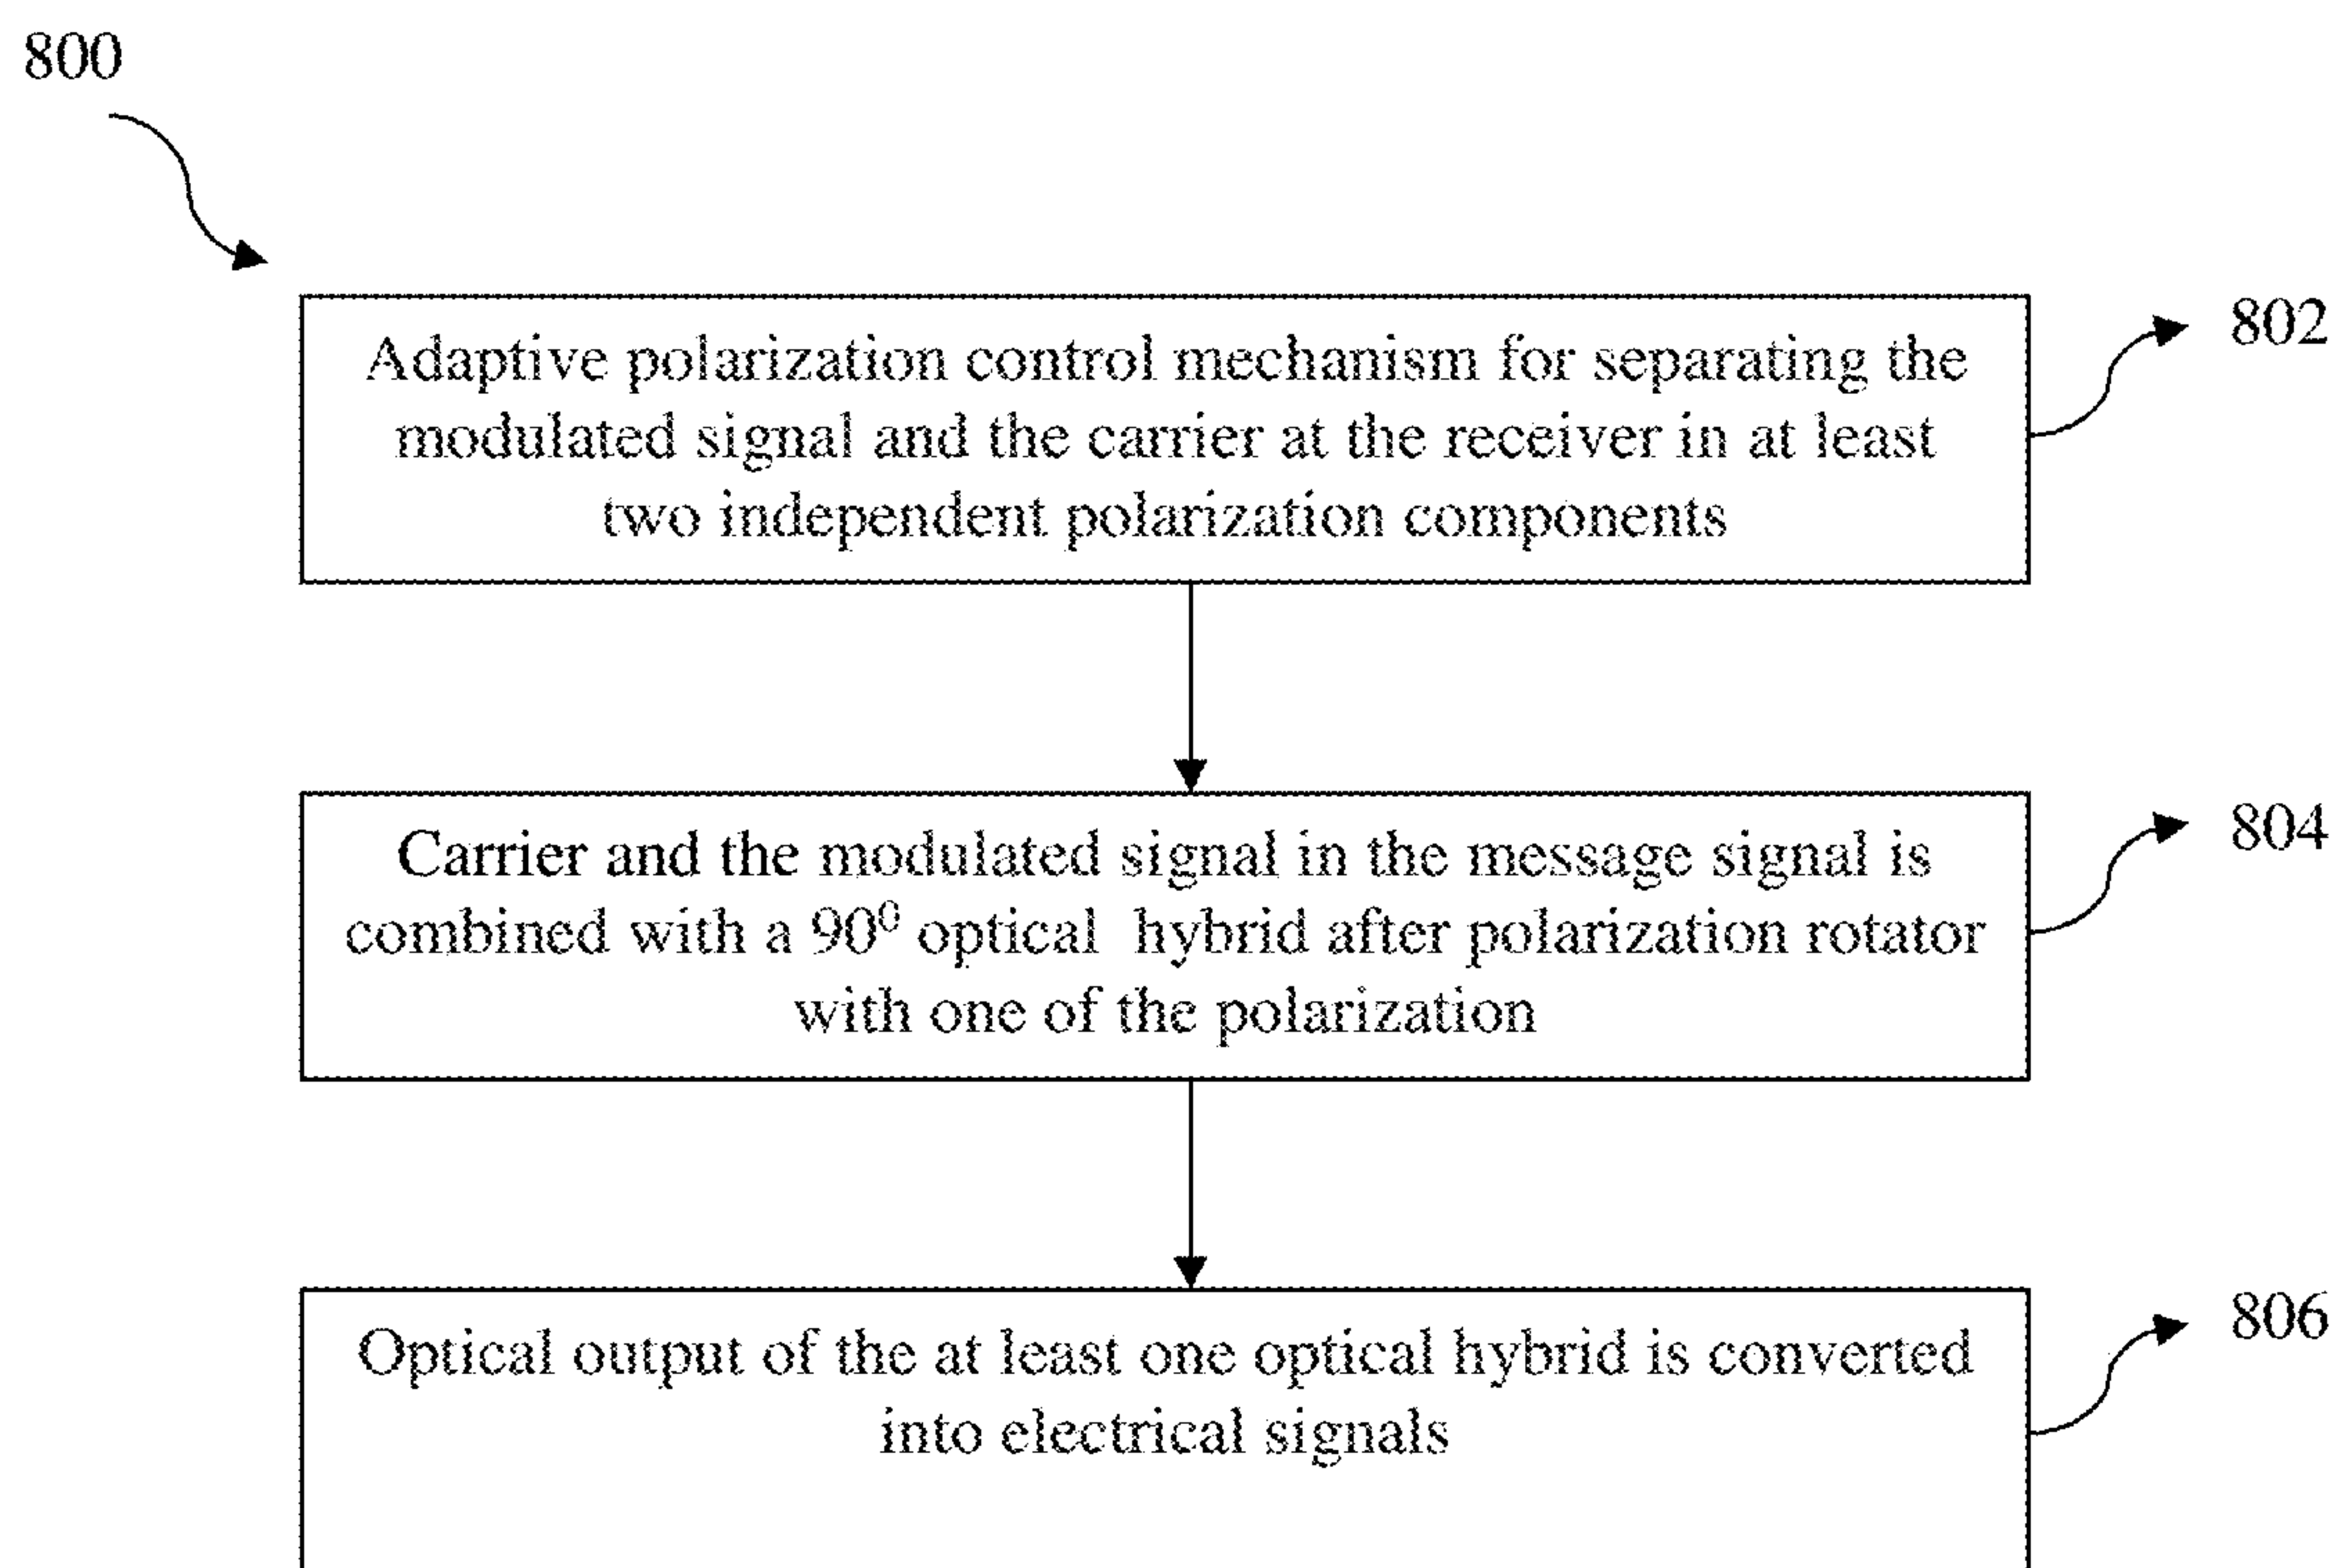 800
802
Adaptive polarization control mechanism for separating the
modulated signal and the carrier at the receiver in at least
two independent polarization components
804
Carrier and the modulated signal in the message signal is
combined with a 90⁰ optical hybrid after polarization rotator
with one of the polarization
806
Optical output of the at least one optical hybrid is converted
into electrical signals